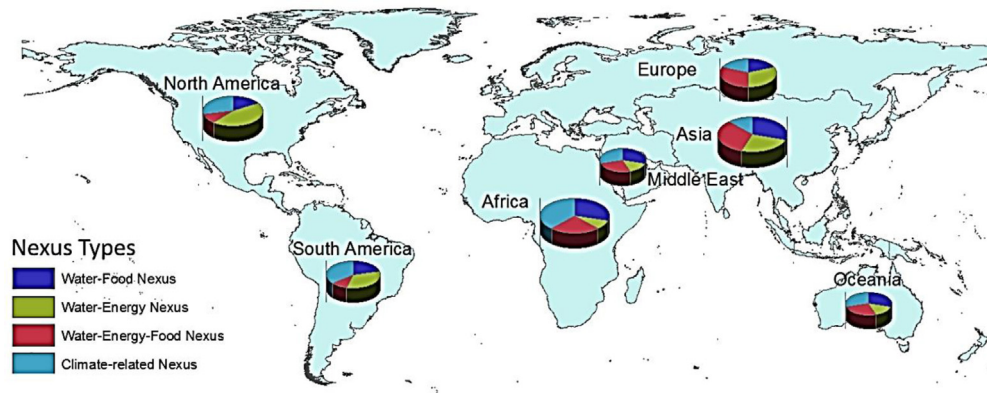 North America
Europe
Asia
Middle East
Africa
South America
Oceania
Nexus Types
Water-Food Nexus
Water-Energy Nexus
Water-Energy-Food Nexus
Climate-related Nexus